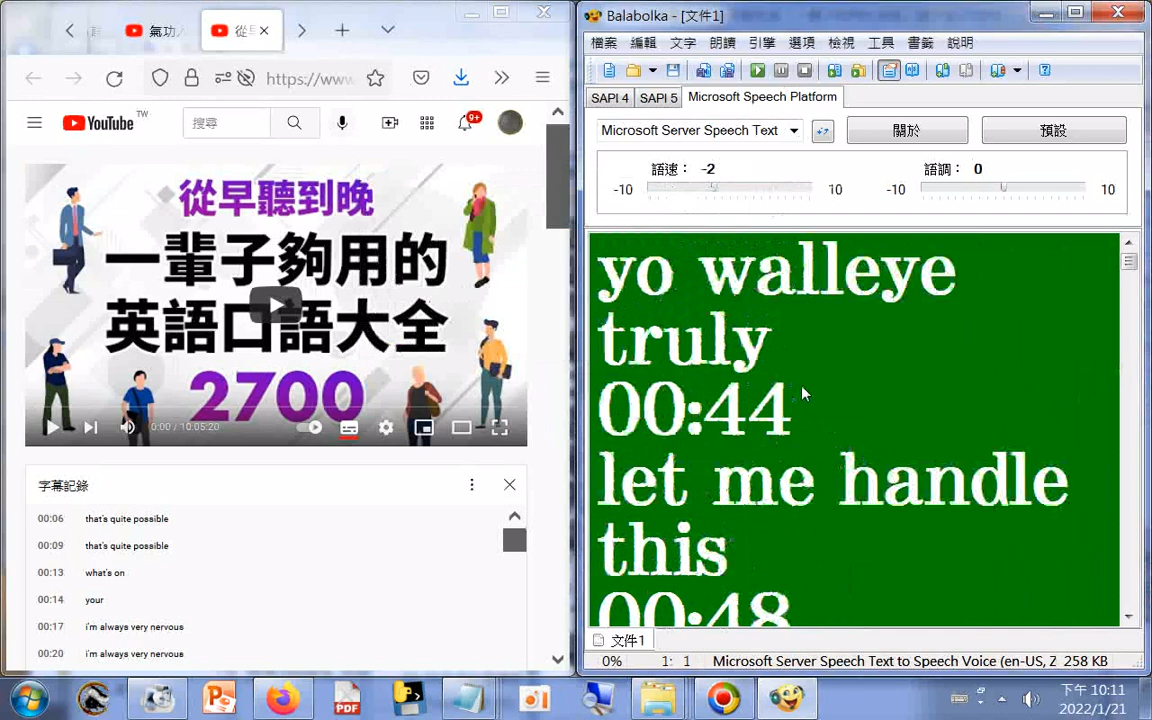 氣功
從
https://www
YouTube TW
搜尋
9+
從早聽到晚
一輩子夠用的
英語口語大全
2700
0:00 / 10:05:20
字幕記錄
00:06 that's quite possible
00:09 that's quite possible
00:13 what's on
00:14 your
00:17 i'm always very nervous
00:20 i'm always very nervous
Balabolka - [文件1]
檔案 編輯 文字 朗讀 引擎 選項 檢視 工具 書籤 說明
SAPI 4 SAPI 5 Microsoft Speech Platform
Microsoft Server Speech Text 關於 預設
語速： -2 語調： 0
-10 10 -10 10
yo walleye
truly
00:44
let me handle
this
00:48
文件1
0% 1: 1 Microsoft Server Speech Text to Speech Voice (en-US, Z 258 KB
PDF
下午 10:11
2022/1/21